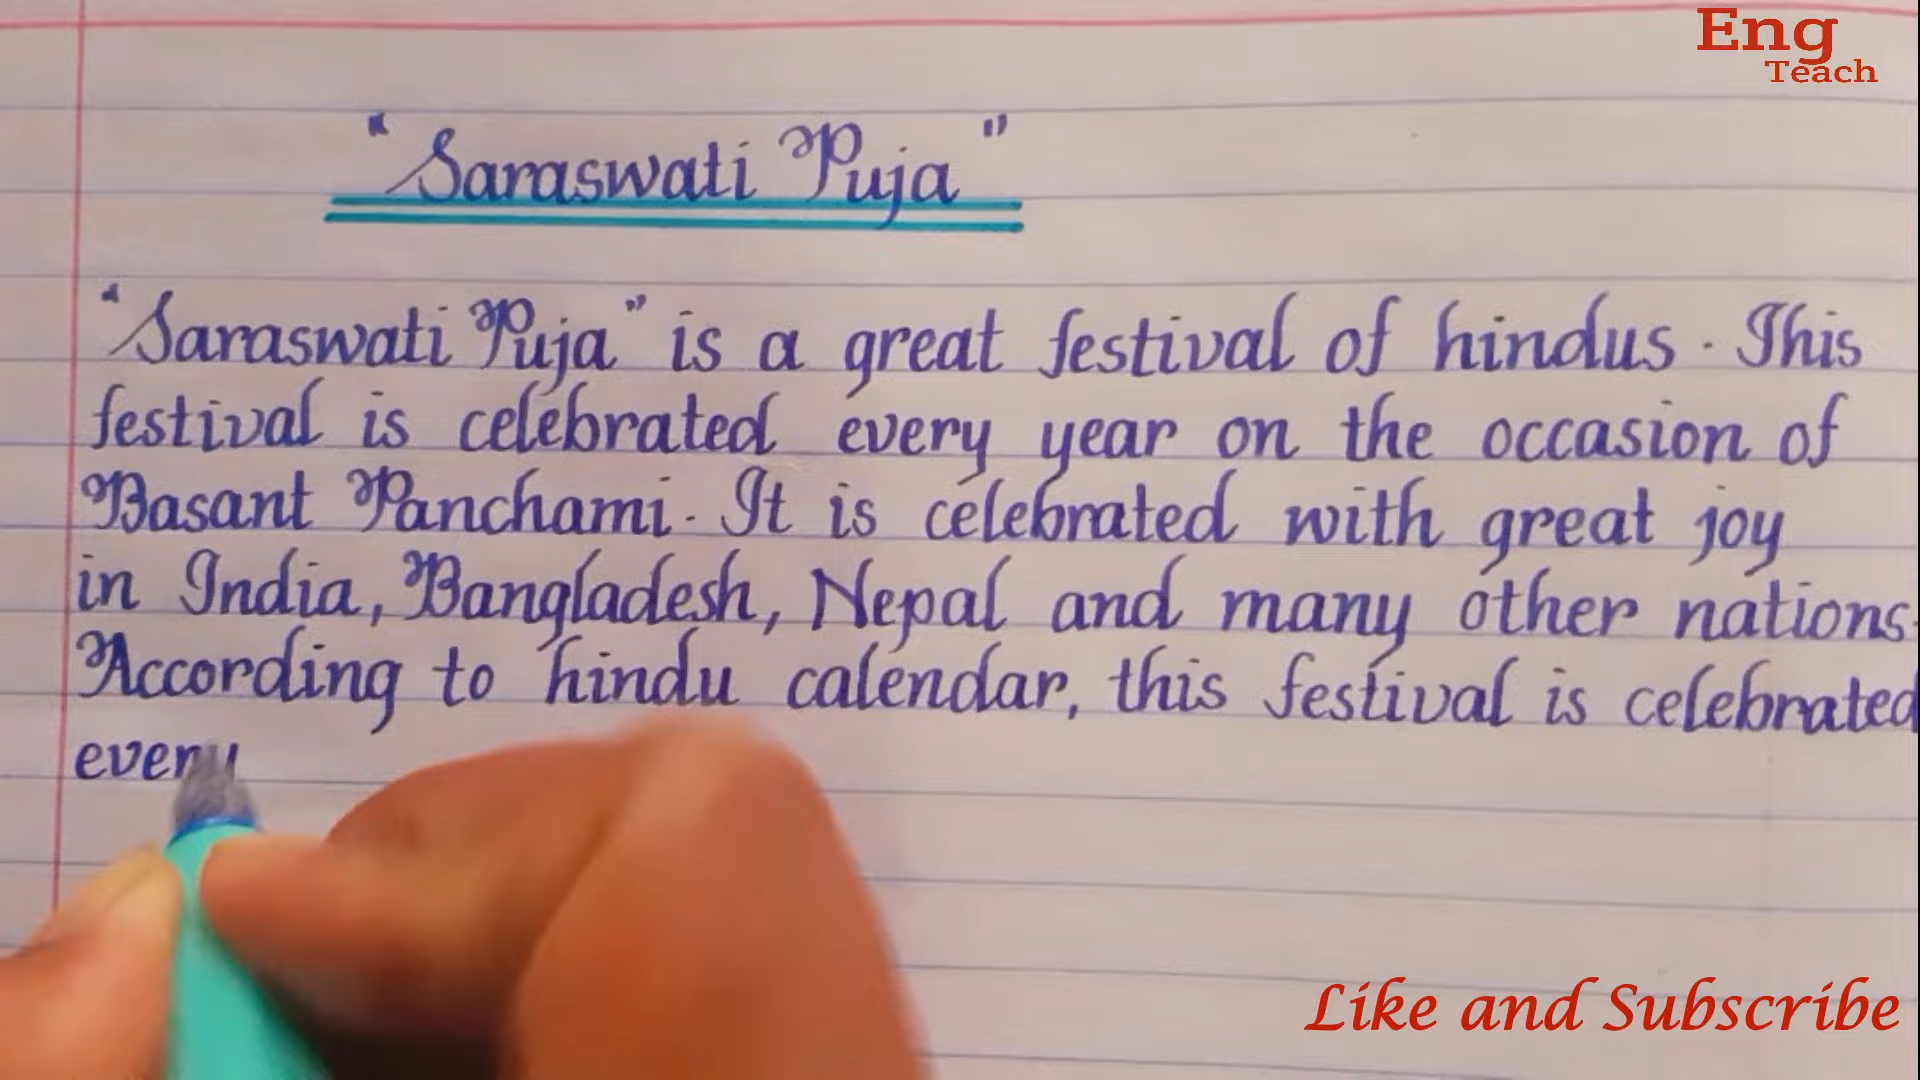 Eng
Teach
"Saraswati Puja"
"Saraswati Puja" is a great festival of hindus. This
festival is celebrated every year on the occasion of
Basant Panchami. It is celebrated with great joy
in India, Bangladesh, Nepal and many other nations.
According to hindu calendar, this festival is celebrated
every
Like and Subscribe